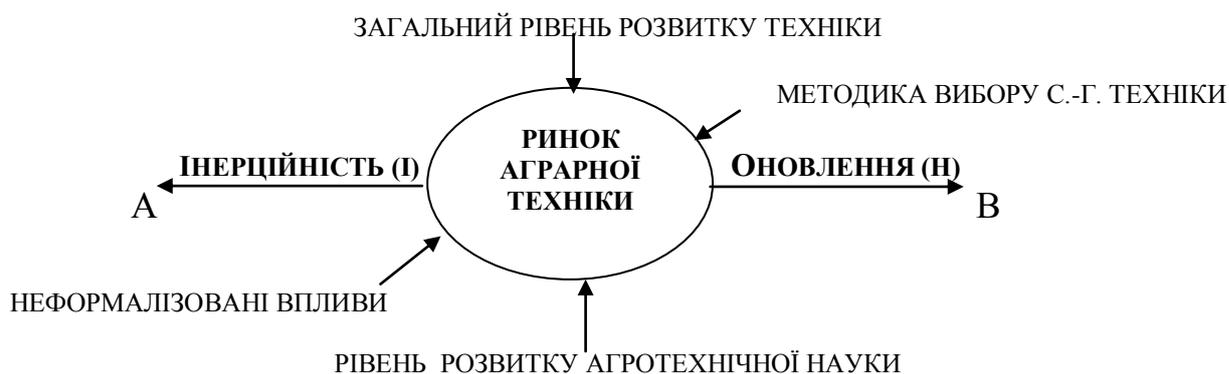 ЗАГАЛЬНИЙ РІВЕНЬ РОЗВИТКУ ТЕХНІКИ
МЕТОДИКА ВИБОРУ С.-Г. ТЕХНІКИ
РИНОК
АГРАРНОЇ
ТЕХНІКИ
ІНЕРЦІЙНІСТЬ (І)
ОНОВЛЕННЯ (Н)
А
В
НЕФОРМАЛІЗОВАНІ ВПЛИВИ
РІВЕНЬ РОЗВИТКУ АГРОТЕХНІЧНОЇ НАУКИ